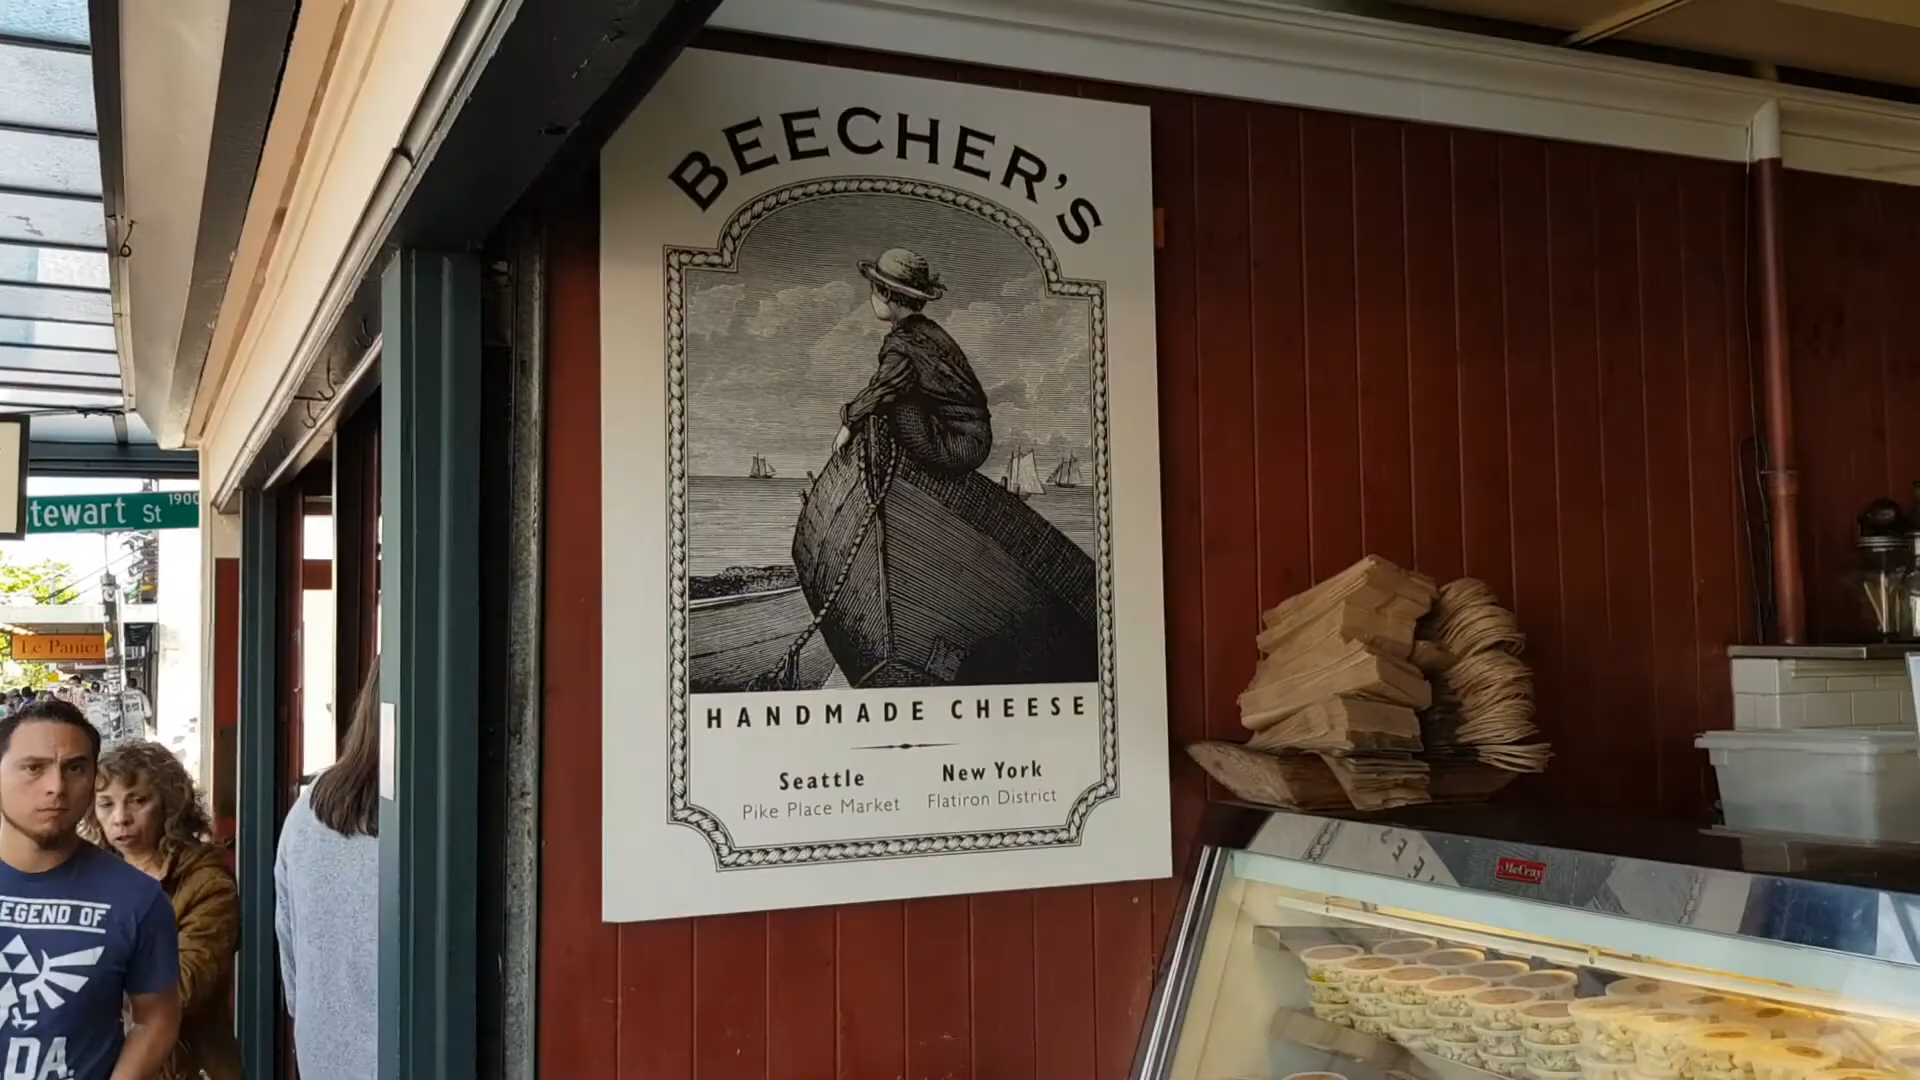 BEECHER'S
HANDMADE CHEESE
Seattle
Pike Place Market
New York
Flatiron District
tewart St 1900
Le Panier
EGEND OF
DA
McCray